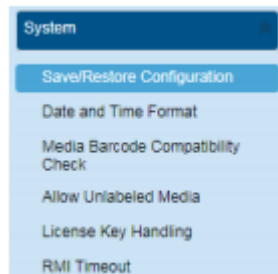 System
Save/Restore Configuration
Date and Time Format
Media Barcode Compatibility
Check
Allow Unlabeled Media
License Key Handling
RMI Timeout